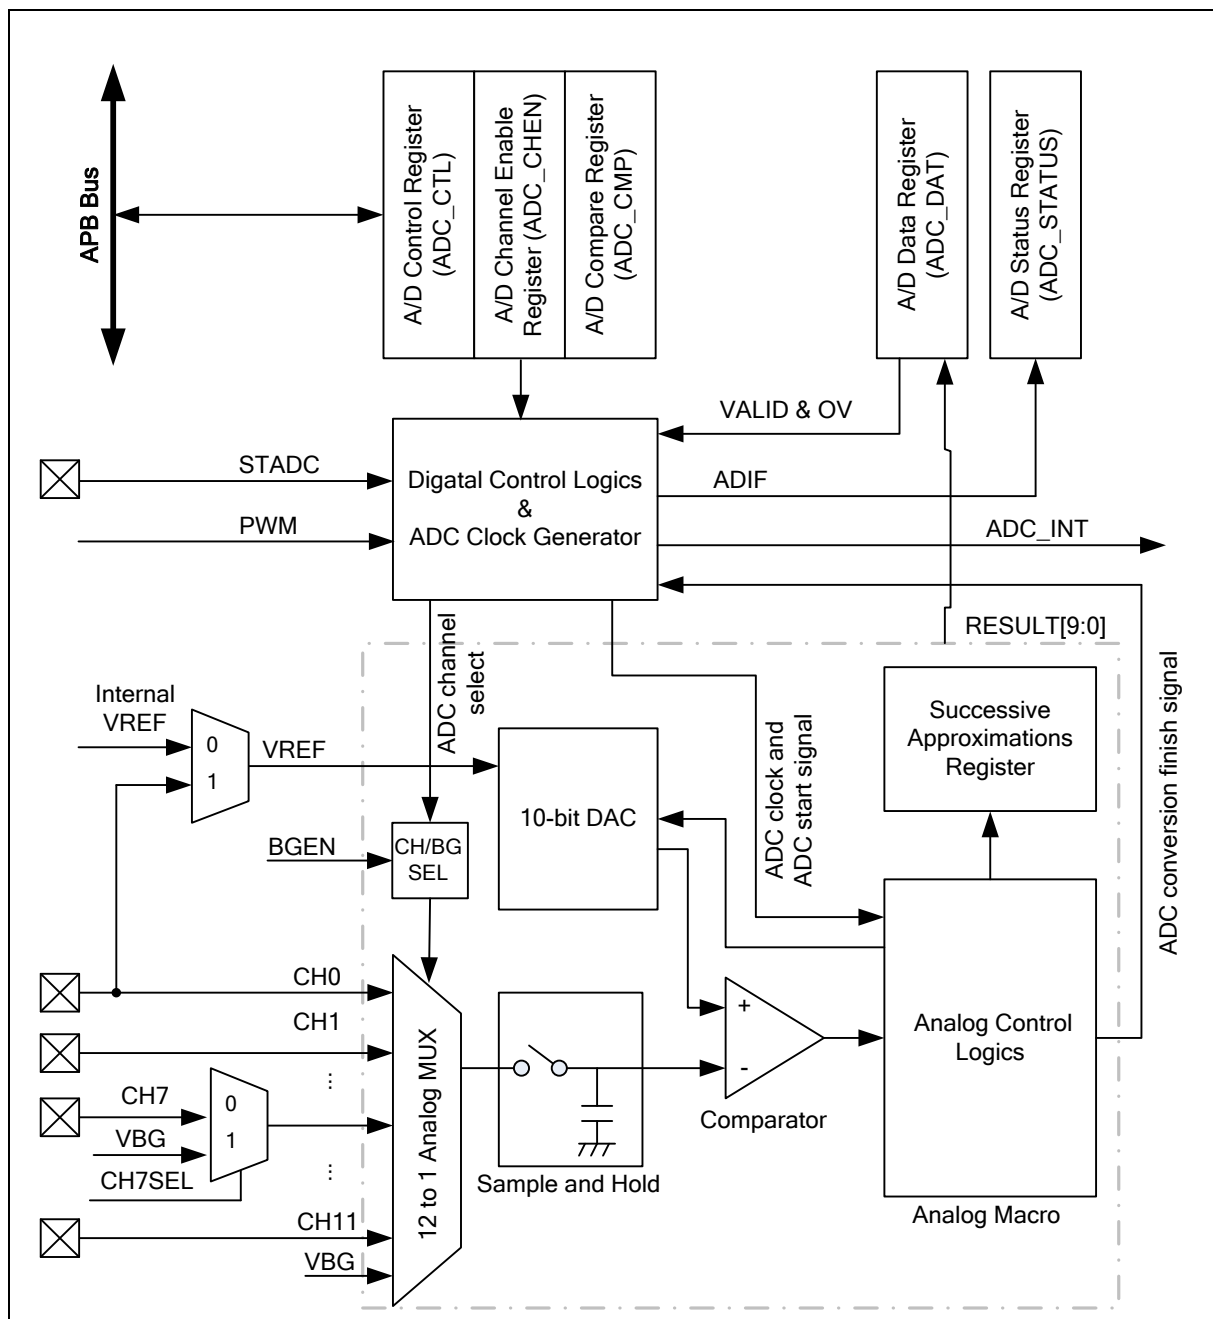 APB Bus
A/D Control Register
(ADC_CTL)
A/D Channel Enable
Register (ADC_CHEN)
A/D Compare Register
(ADC_CMP)
A/D Data Register
(ADC_DAT)
A/D Status Register
(ADC_STATUS)
VALID & OV
STADC
Digatal Control Logics
&
ADC Clock Generator
ADIF
PWM
ADC_INT
RESULT[9:0]
ADC channel
select
Internal
VREF
0
1
VREF
10-bit DAC
ADC clock and
ADC start signal
Successive
Approximations
Register
ADC conversion finish signal
BGEN
CH/BG
SEL
CH0
CH1
...
CH7
VBG
CH7SEL
0
1
...
CH11
VBG
12 to 1 Analog MUX
Sample and Hold
+
-
Comparator
Analog Control
Logics
Analog Macro